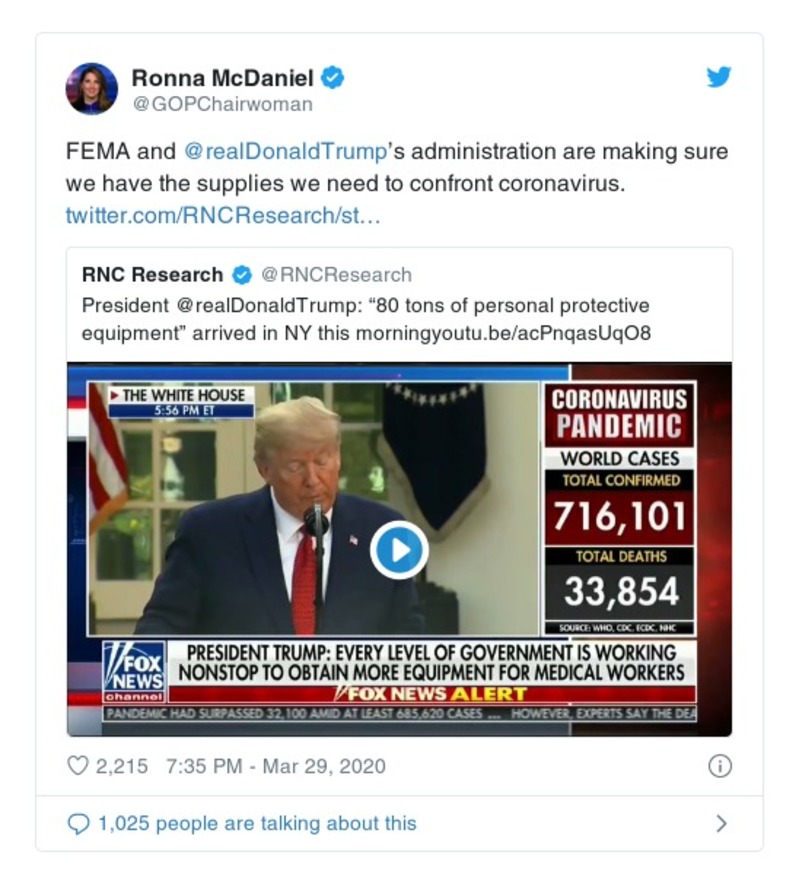 Ronna McDaniel
@GOPChairwoman
FEMA and @realDonaldTrump's administration are making sure
we have the supplies we need to confront coronavirus.
twitter.com/RNCResearch/st…
RNC Research @RNCResearch
President @realDonaldTrump: “80 tons of personal protective
equipment” arrived in NY this morningyoutu.be/acPnqasUqO8
THE WHITE HOUSE
5:56 PM ET
CORONAVIRUS
PANDEMIC
WORLD CASES
TOTAL CONFIRMED
716,101
TOTAL DEATHS
33,854
SOURCE: WHO, CDC, ECDC, NHC
FOX
NEWS
channel
PRESIDENT TRUMP: EVERY LEVEL OF GOVERNMENT IS WORKING
NONSTOP TO OBTAIN MORE EQUIPMENT FOR MEDICAL WORKERS
FOX NEWS ALERT
PANDEMIC HAD SURPASSED 32,100 AMID AT LEAST 685,620 CASES ... HOWEVER, EXPERTS SAY THE DEA
2,215 7:35 PM - Mar 29, 2020
1,025 people are talking about this